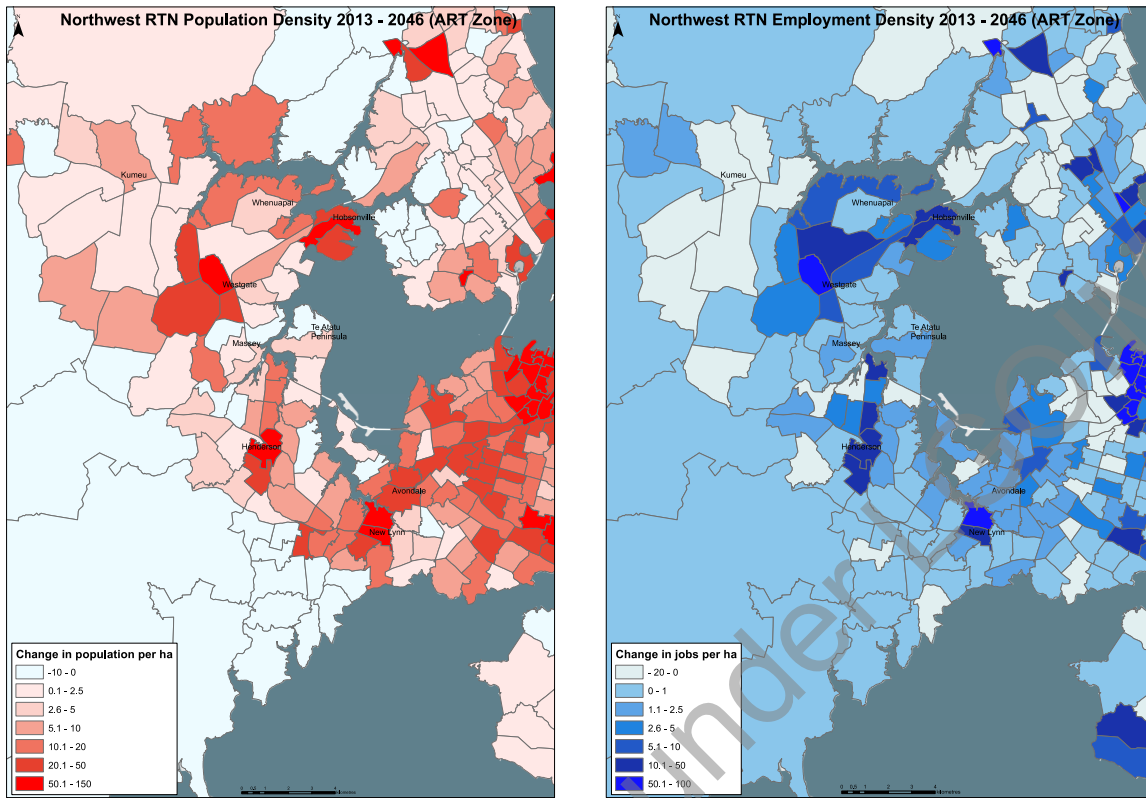 Northwest RTN Population Density 2013 - 2046 (ART Zone)
Kumeu
Whenuapai
Hobsonville
Westgate
Te Atatu
Peninsula
Massey
Henderson
Avondale
New Lynn
Change in population per ha
-10 - 0
0.1 - 2.5
2.6 - 5
5.1 - 10
10.1 - 20
20.1 - 50
50.1 - 150
Northwest RTN Employment Density 2013 - 2046 (ART Zone)
Kumeu
Whenuapai
Hobsonville
Westgate
Te Atatu
Peninsula
Massey
Henderson
Avondale
New Lynn
Change in jobs per ha
- 20 - 0
0 - 1
1.1 - 2.5
2.6 - 5
5.1 - 10
10.1 - 50
50.1 - 100